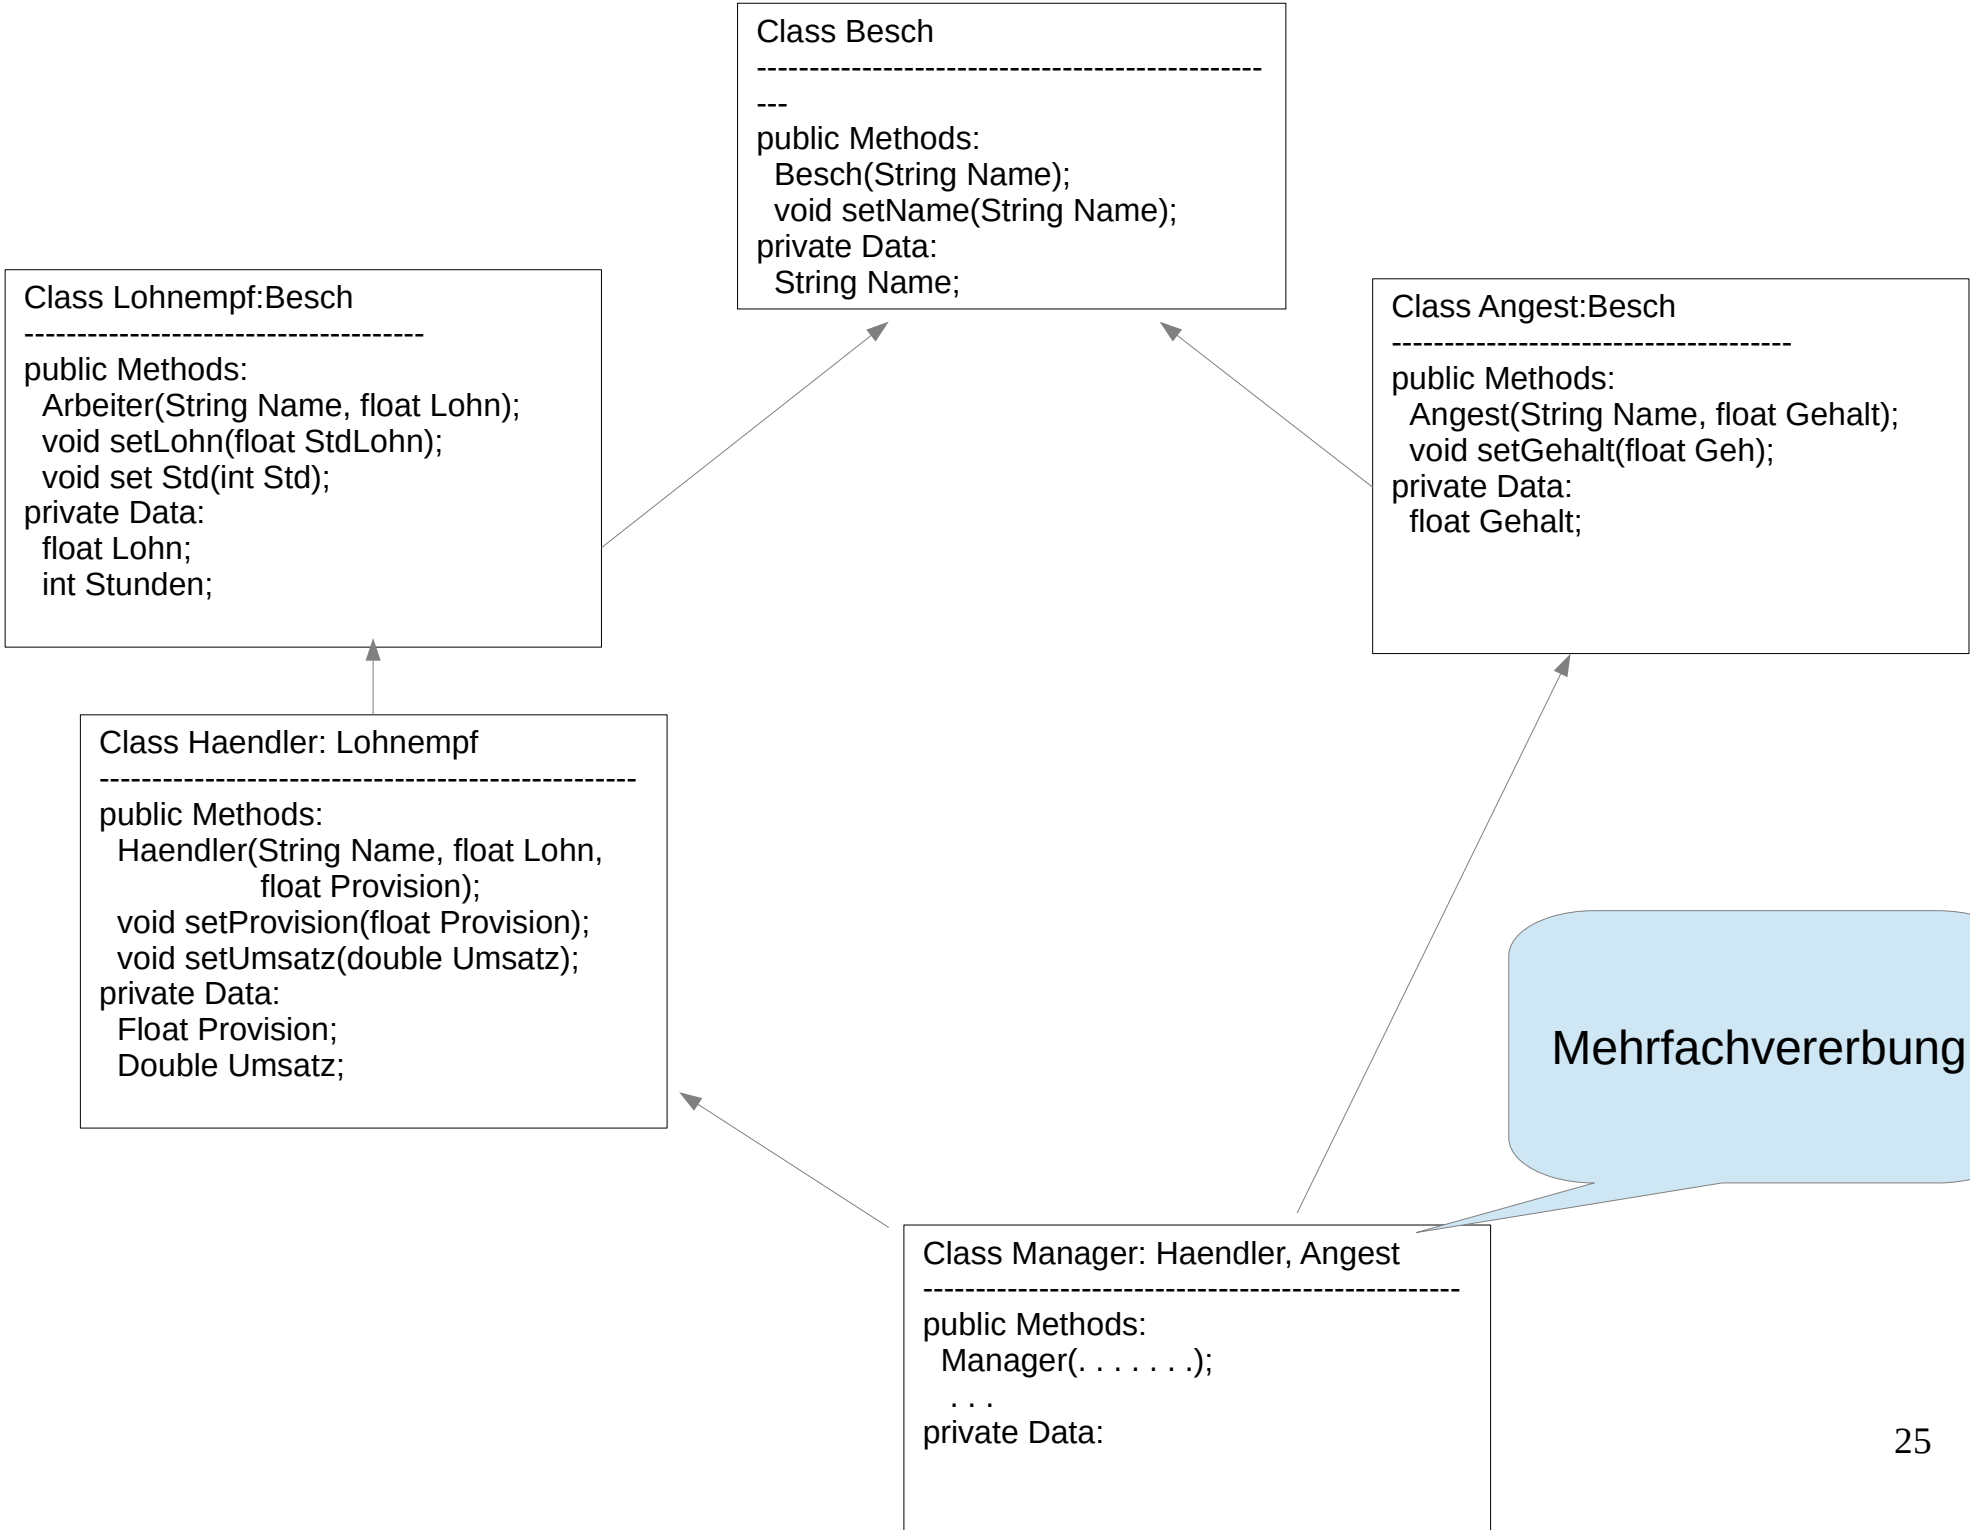 Class Besch
------------------------------------------------
---
public Methods:
Besch(String Name);
void setName(String Name);
private Data:
String Name;
Class Lohnempf:Besch
--------------------------------------
public Methods:
Arbeiter(String Name, float Lohn);
void setLohn(float StdLohn);
void set Std(int Std);
private Data:
float Lohn;
int Stunden;
Class Angest:Besch
--------------------------------------
public Methods:
Angest(String Name, float Gehalt);
void setGehalt(float Geh);
private Data:
float Gehalt;
Class Haendler: Lohnempf
---------------------------------------------------
public Methods:
Haendler(String Name, float Lohn,
float Provision);
void setProvision(float Provision);
void setUmsatz(double Umsatz);
private Data:
Float Provision;
Double Umsatz;
Mehrfachvererbung
Class Manager: Haendler, Angest
---------------------------------------------------
public Methods:
Manager(. . . . . . .);
. . .
private Data:
25